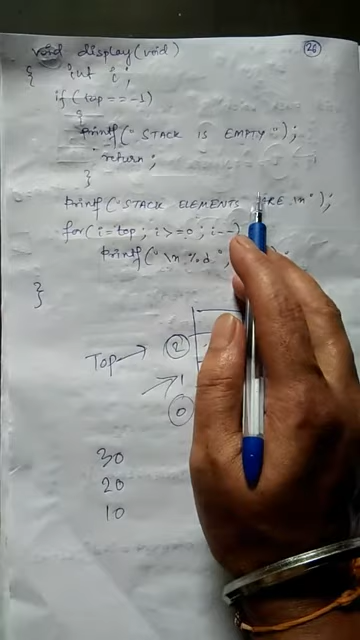 26
void display(void)
{ int i;
if (top==-1)
{
printf(" STACK IS EMPTY ");
return;
}
printf("STACK ELEMENTS ARE \n");
for(i=top; i>=0; i--)
printf("\n %d ", );
}
Top → 2
1
0
30
20
10